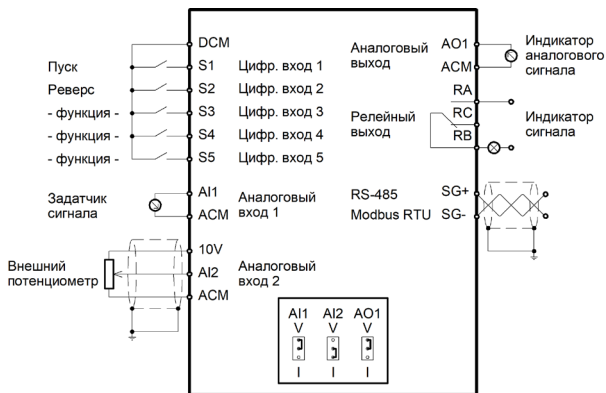 DCM
Пуск S1 Цифр. вход 1
Реверс S2 Цифр. вход 2
- функция - S3 Цифр. вход 3
- функция - S4 Цифр. вход 4
- функция - S5 Цифр. вход 5
Задатчик
сигнала
AI1
ACM
Аналоговый
вход 1
Внешний
потенциометр
10V
AI2
ACM
Аналоговый
вход 2
Аналоговый
выход
AO1
ACM
Индикатор
аналогового
сигнала
Релейный
выход
RA
RC
RB
Индикатор
сигнала
RS-485 SG+
Modbus RTU SG-
AI1 AI2 AO1
V V V
I I I